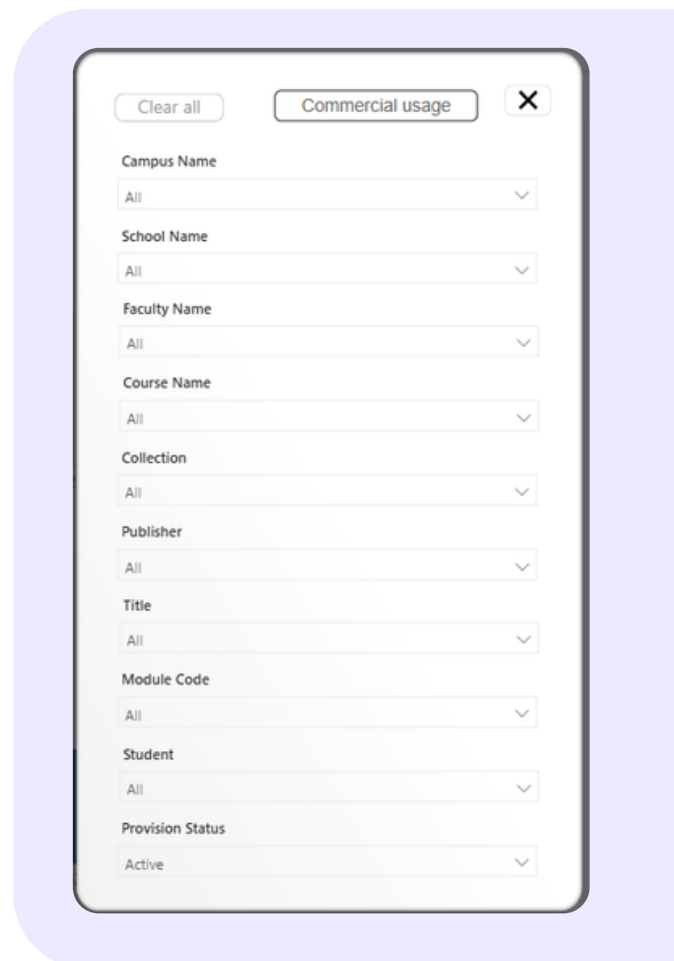 Clear all
Commercial usage
Campus Name
All
School Name
All
Faculty Name
All
Course Name
All
Collection
All
Publisher
All
Title
All
Module Code
All
Student
All
Provision Status
Active